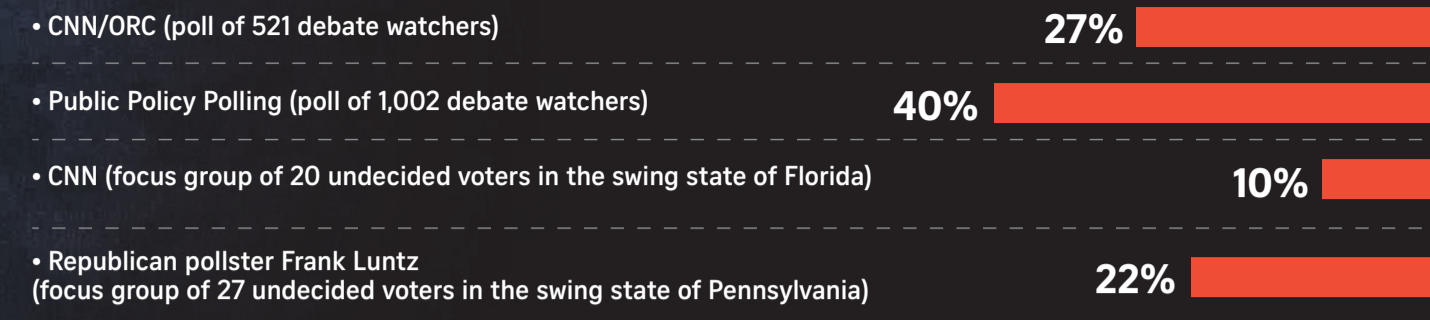 • CNN/ORC (poll of 521 debate watchers) 27%
• Public Policy Polling (poll of 1,002 debate watchers) 40%
• CNN (focus group of 20 undecided voters in the swing state of Florida) 10%
• Republican pollster Frank Luntz
(focus group of 27 undecided voters in the swing state of Pennsylvania) 22%